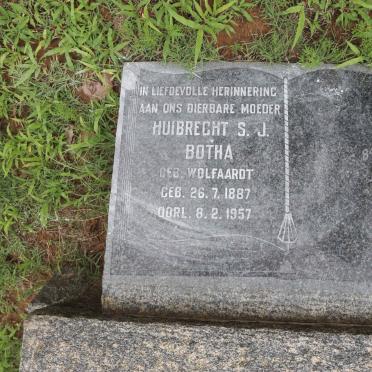 IN LIEFDEVOLLE HERINNERING
AAN ONS DIERBARE MOEDER
HUIBRECHT S. J.
BOTHA
GEB. WOLFAARDT
GEB. 26. 7. 1887
OORL. 8. 2. 1957